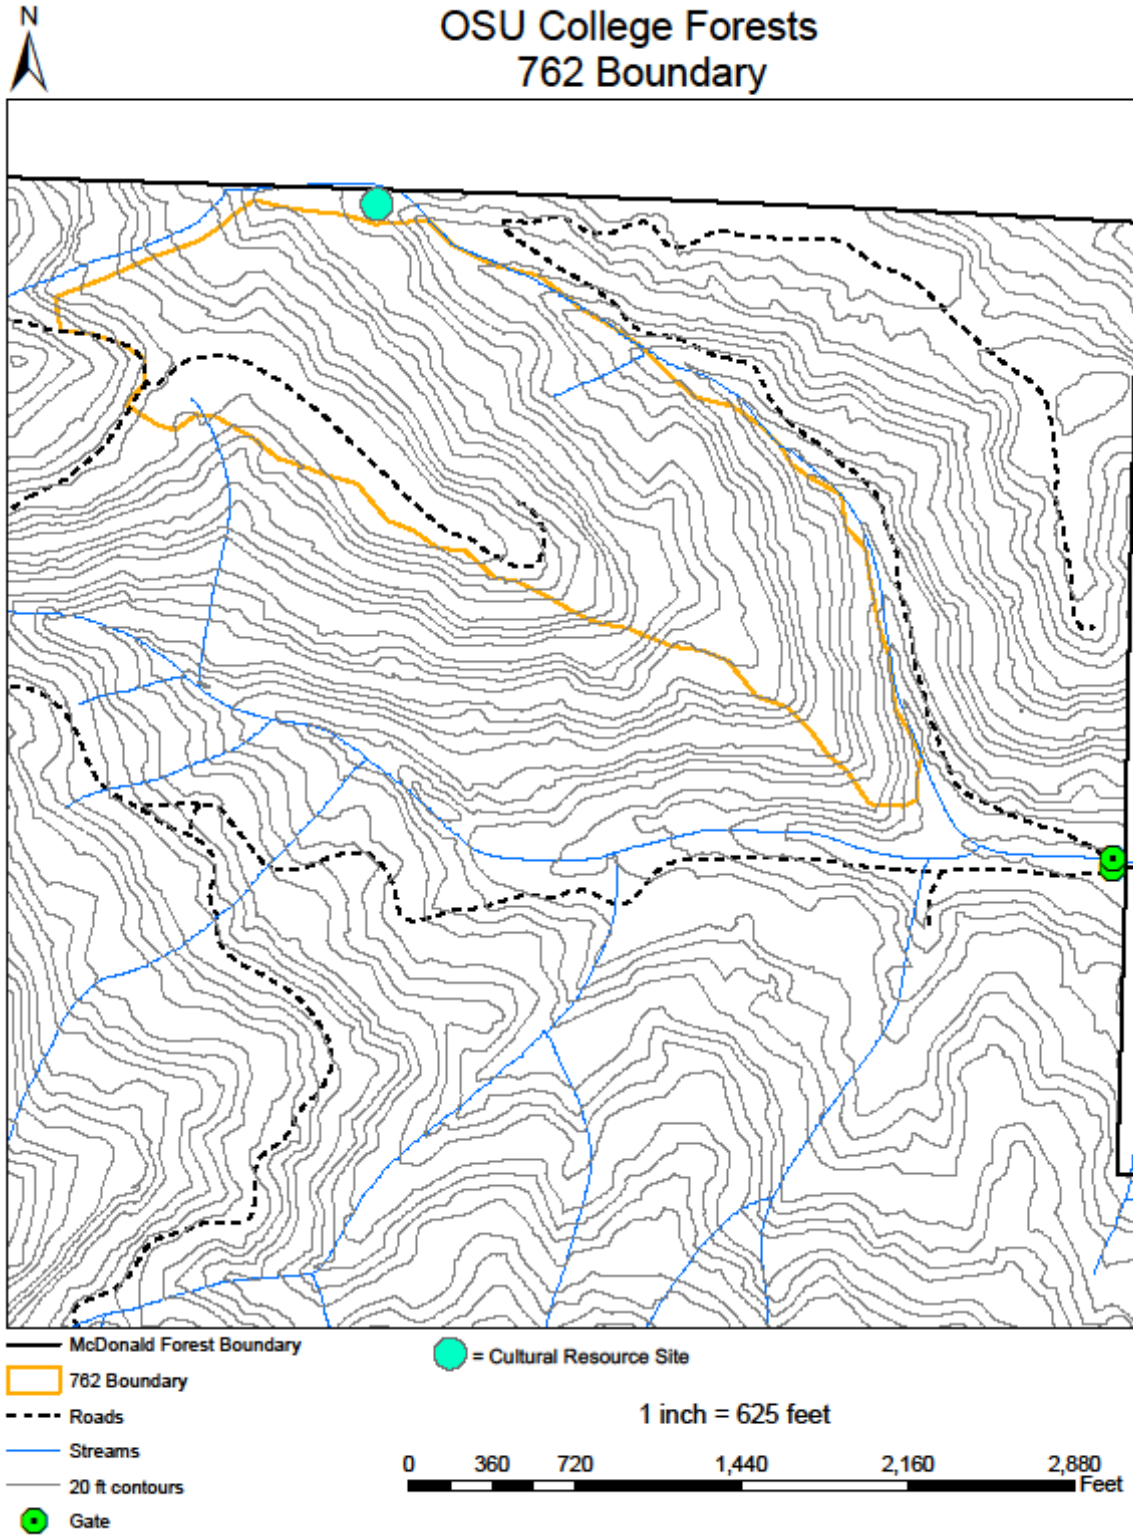 N
OSU College Forests
762 Boundary
McDonald Forest Boundary
= Cultural Resource Site
762 Boundary
Roads
1 inch = 625 feet
Streams
0 360 720 1,440 2,160 2,880
Feet
20 ft contours
Gate